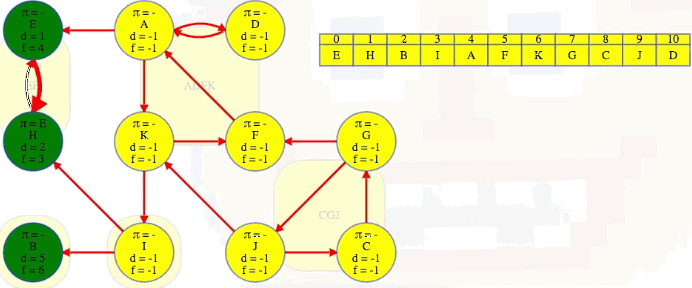 π = -
E
d = 1
f = 4
π = -
A
d = -1
f = -1
π = -
D
d = -1
f = -1
0 1 2 3 4 5 6 7 8 9 10
E H B I A F K G C J D
ADFK
π = E
H
d = 2
f = 3
π = -
K
d = -1
f = -1
π = -
F
d = -1
f = -1
π = -
G
d = -1
f = -1
CGJ
π = -
B
d = 5
f = 6
π = -
I
d = -1
f = -1
π = -
J
d = -1
f = -1
π = -
C
d = -1
f = -1